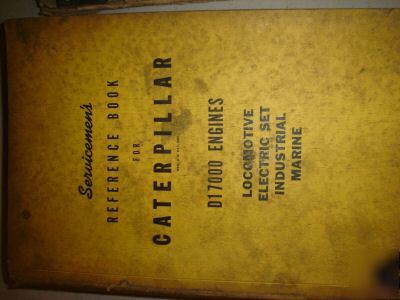 Servicemen's
REFERENCE BOOK
FOR
CATERPILLAR
D17000 ENGINES
LOCOMOTIVE
ELECTRIC SET
INDUSTRIAL
MARINE